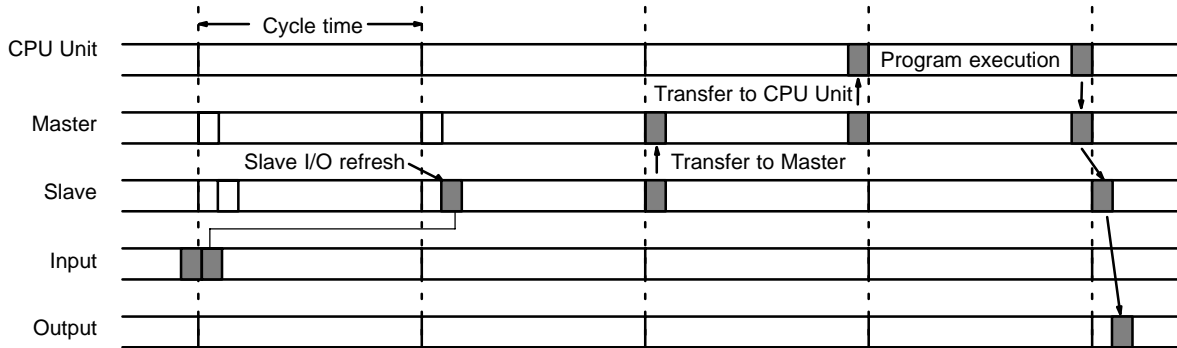 Cycle time
CPU Unit
Program execution
Transfer to CPU Unit
Master
Slave I/O refresh
Transfer to Master
Slave
Input
Output